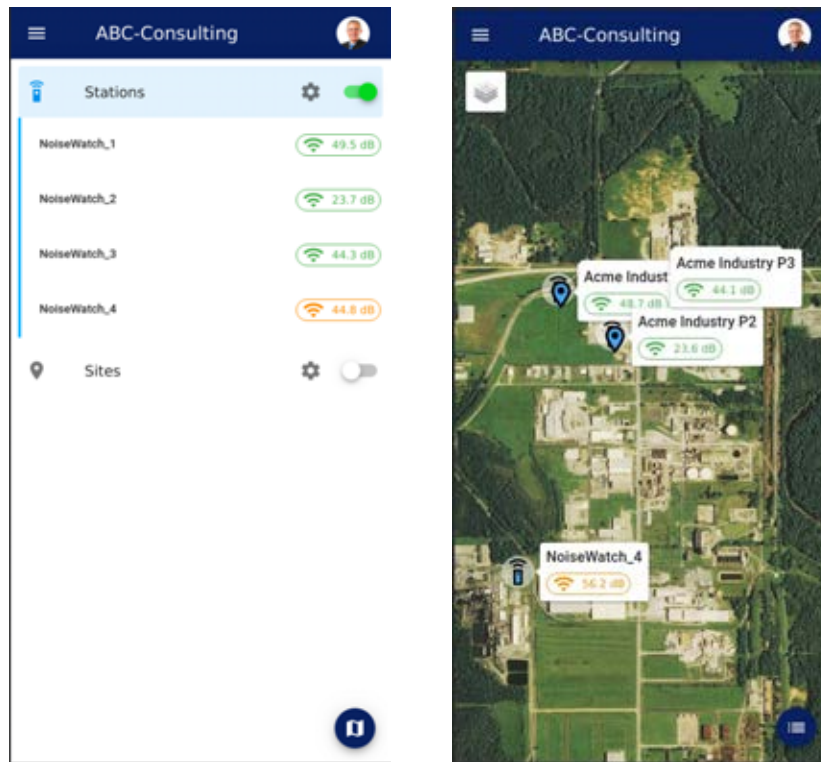 ABC-Consulting
Stations
NoiseWatch_1
49.5 dB
NoiseWatch_2
23.7 dB
NoiseWatch_3
44.3 dB
NoiseWatch_4
44.8 dB
Sites
ABC-Consulting
Acme Industry P3
44.1 dB
Acme Indust
48.7 dB
Acme Industry P2
23.6 dB
NoiseWatch_4
56.2 dB